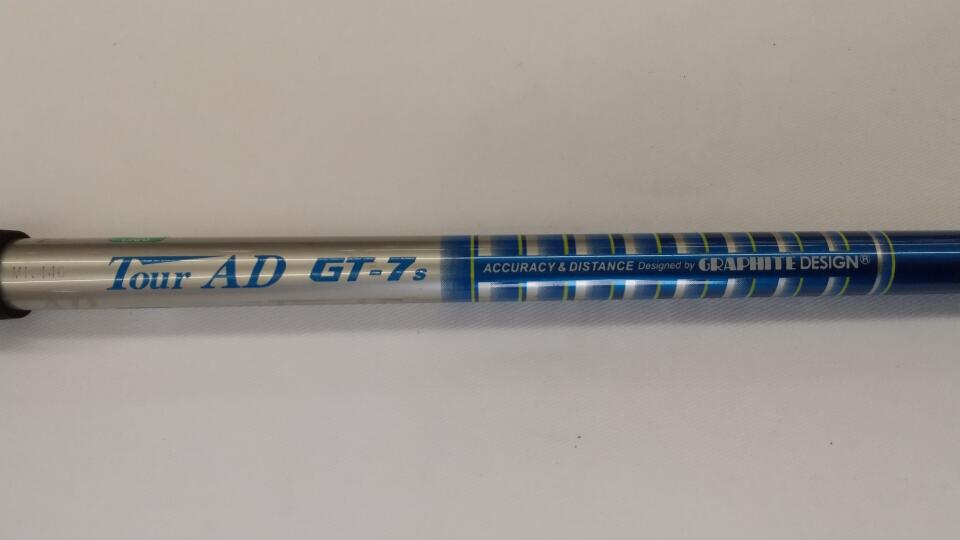 Tour AD GT-7s
ACCURACY & DISTANCE Designed by GRAPHITE DESIGN®